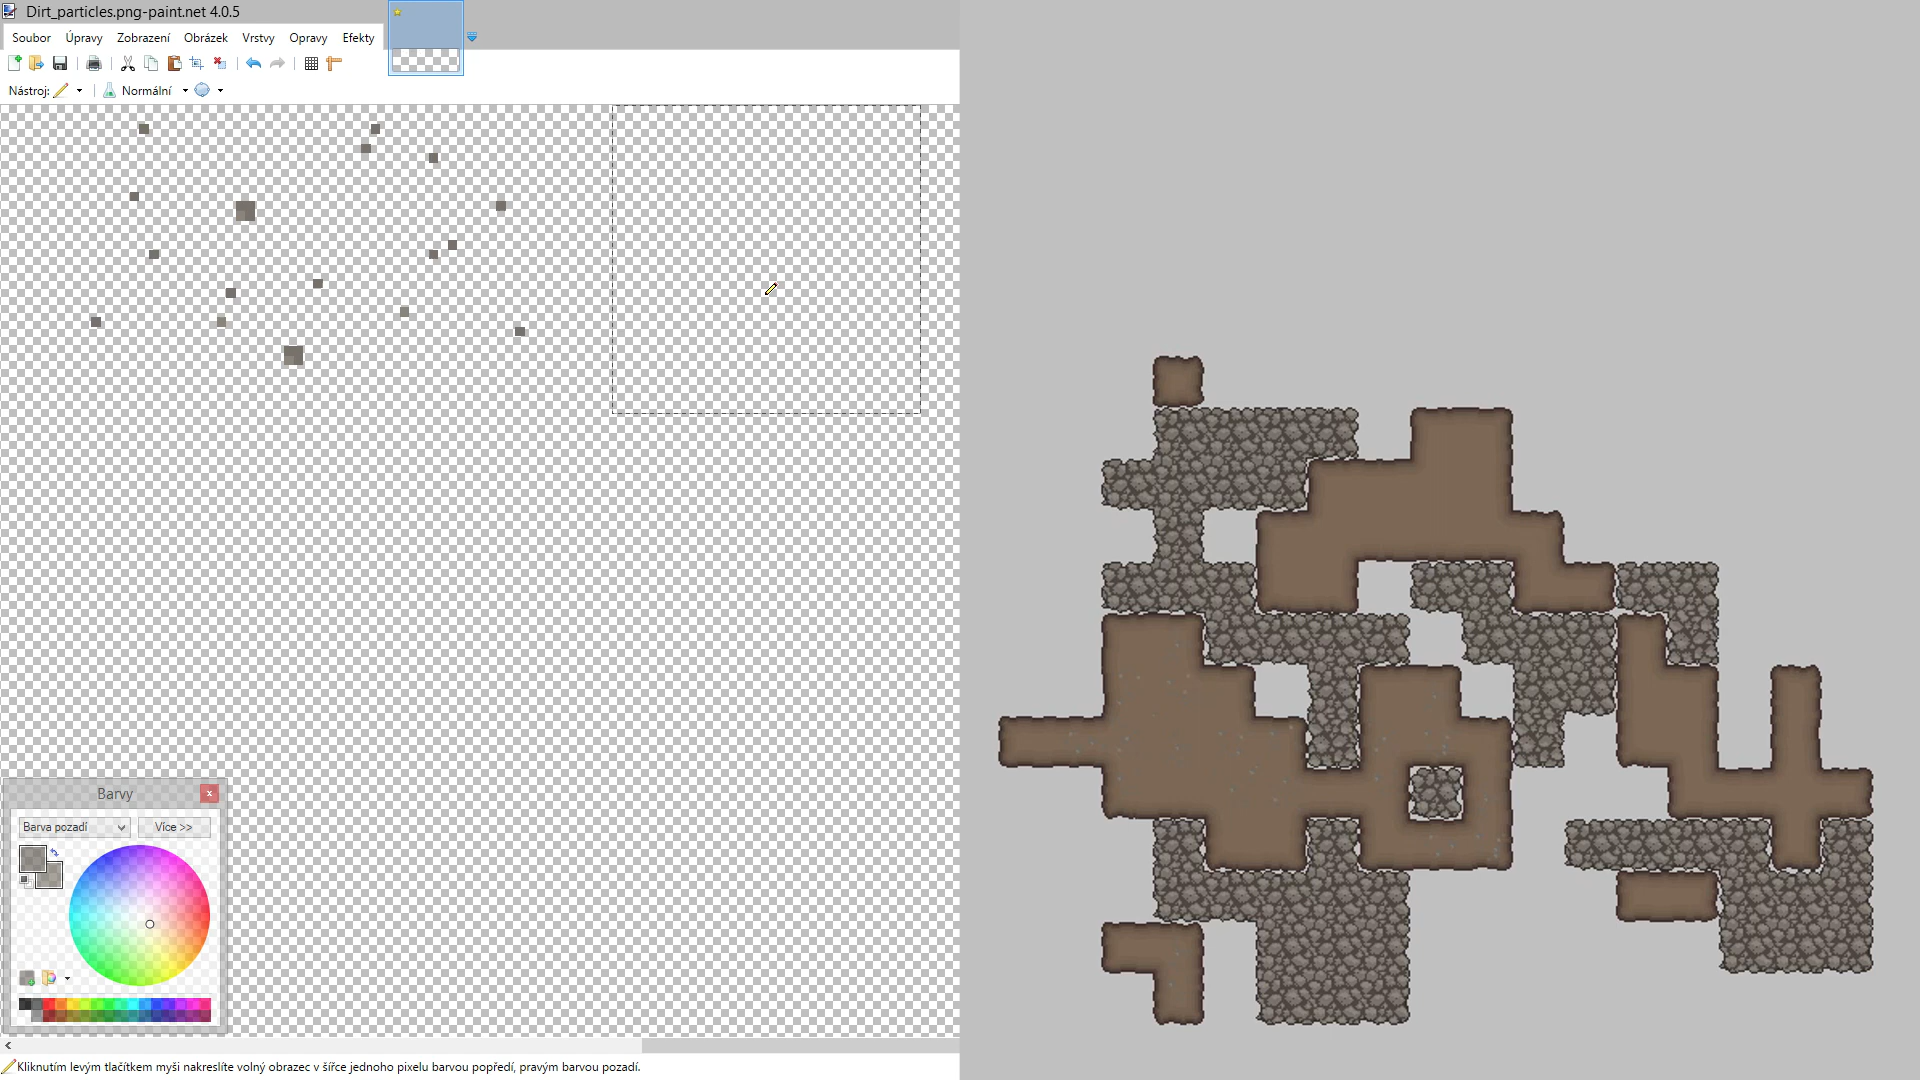 Dirt_particles.png-paint.net 4.0.5
Soubor Úpravy Zobrazení Obrázek Vrstvy Opravy Efekty
Nástroj: Normální
Barvy x
Barva pozadí Více >>
Kliknutím levým tlačítkem myši nakreslíte volný obrazec v šířce jednoho pixelu barvou popředí, pravým barvou pozadí.